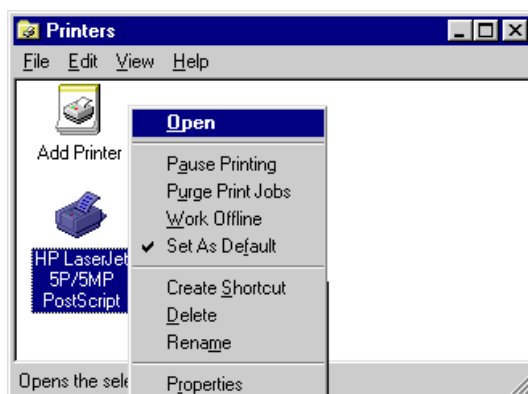 Printers
File Edit View Help
Add Printer
HP LaserJet
5P/5MP
PostScript
Open
Pause Printing
Purge Print Jobs
Work Offline
Set As Default
Create Shortcut
Delete
Rename
Properties
Opens the sele